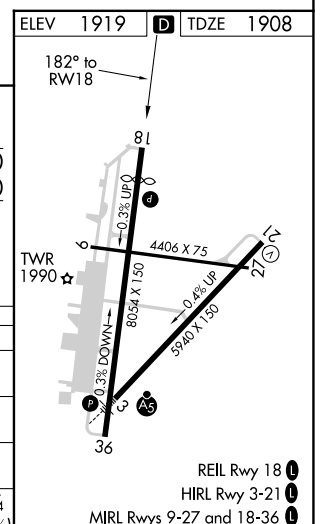 ELEV 1919 D TDZE 1908
182° to
RW18
18
0.3% UP
P
9
4406 X 75
21
V
27
TWR
1990
8054 X 150
0.4% UP
5940 X 150
0.3% DOWN
P
3
A5
36
REIL Rwy 18 L
HIRL Rwy 3-21 L
MIRL Rwys 9-27 and 18-36 L